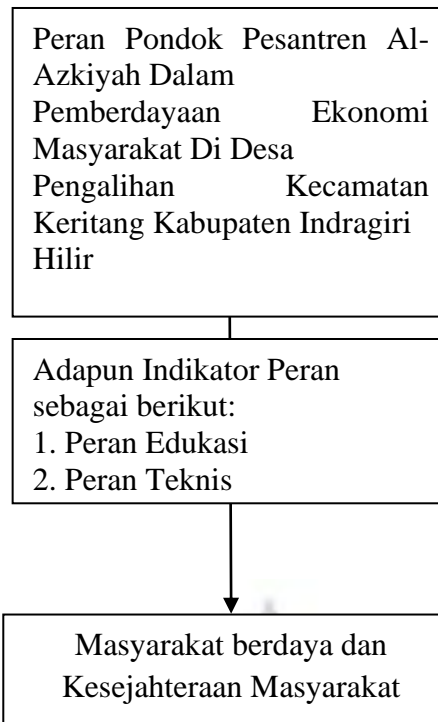 Peran Pondok Pesantren Al-
Azkiyah Dalam
Pemberdayaan Ekonomi
Masyarakat Di Desa
Pengalihan Kecamatan
Keritang Kabupaten Indragiri
Hilir
Adapun Indikator Peran
sebagai berikut:
1. Peran Edukasi
2. Peran Teknis
Masyarakat berdaya dan
Kesejahteraan Masyarakat